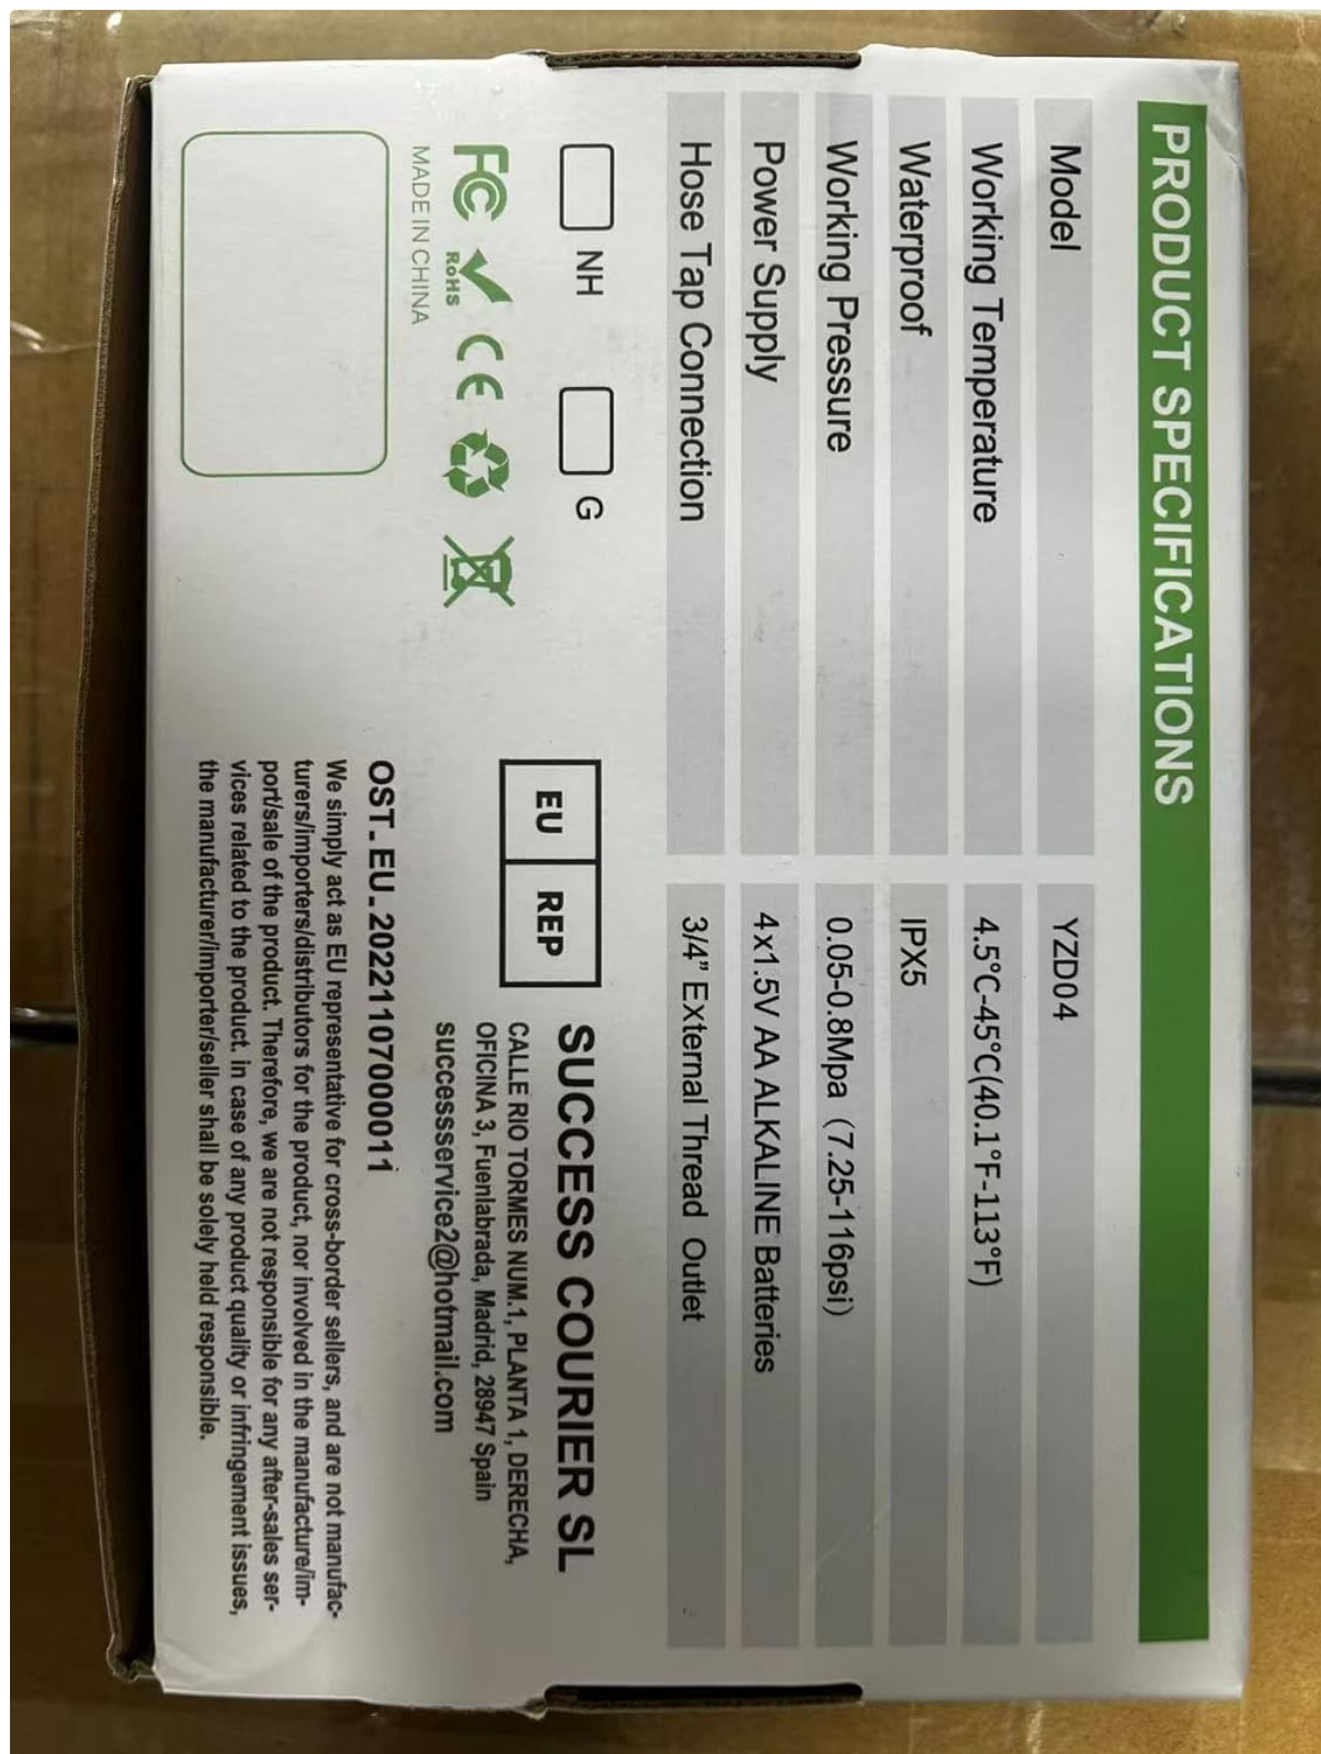 PRODUCT SPECIFICATIONS
Model YZD04
Working Temperature 4.5°C-45°C(40.1°F-113°F)
Waterproof IPX5
Working Pressure 0.05-0.8Mpa (7.25-116psi)
Power Supply 4x1.5V AA ALKALINE Batteries
Hose Tap Connection 3/4” EXternal Thread Outlet
NH G
FC RoHS CE
MADE IN CHINA
EU REP
SUCCESS COURIER SL
CALLE RIO TORMES NUM.1, PLANTA 1, DERECHA,
OFICINA 3, Fuenlabrada, Madrid, 28947 Spain
successservice2@hotmail.com
OST_EU_2022110700011
We simply act as EU representative for cross-border sellers, and are not manufac-
turers/importers/distributors for the product, nor involved in the manufacture/im-
port/sale of the product. Therefore, we are not responsible for any after-sales ser-
vices related to the product. in case of any product quality or infringement issues,
the manufacturer/importer/seller shall be solely held responsible.